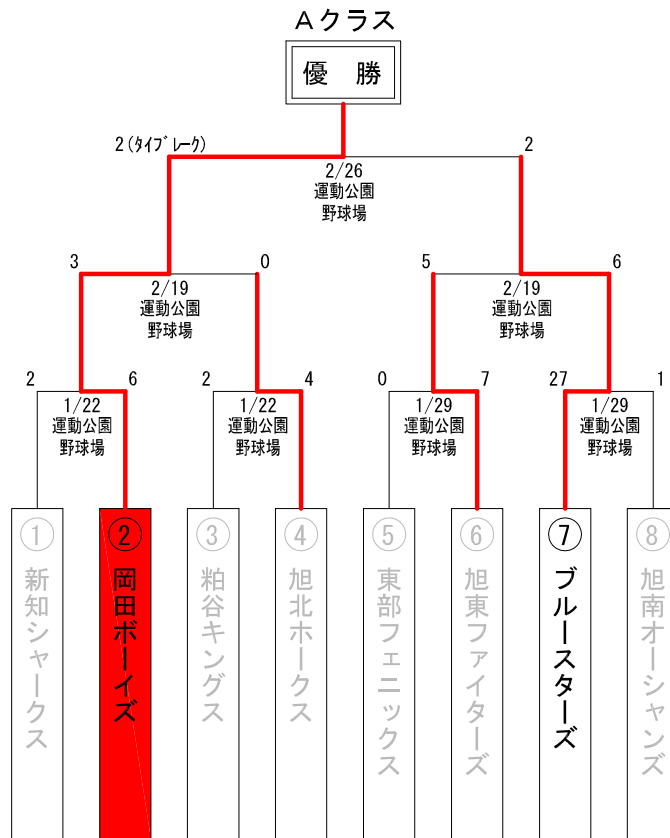 Aクラス
優 勝
2(タイブレーク)
2
2/26
運動公園
野球場
3
0
5
6
2/19
運動公園
野球場
2/19
運動公園
野球場
2
6
2
4
0
7
27
1
1/22
運動公園
野球場
1/22
運動公園
野球場
1/29
運動公園
野球場
1/29
運動公園
野球場
①新知シャークス
②岡田ボーイズ
③粕谷キングス
④旭北ホークス
⑤東部フェニックス
⑥旭東ファイターズ
⑦ブルースターズ
⑧旭南オーシャンズ